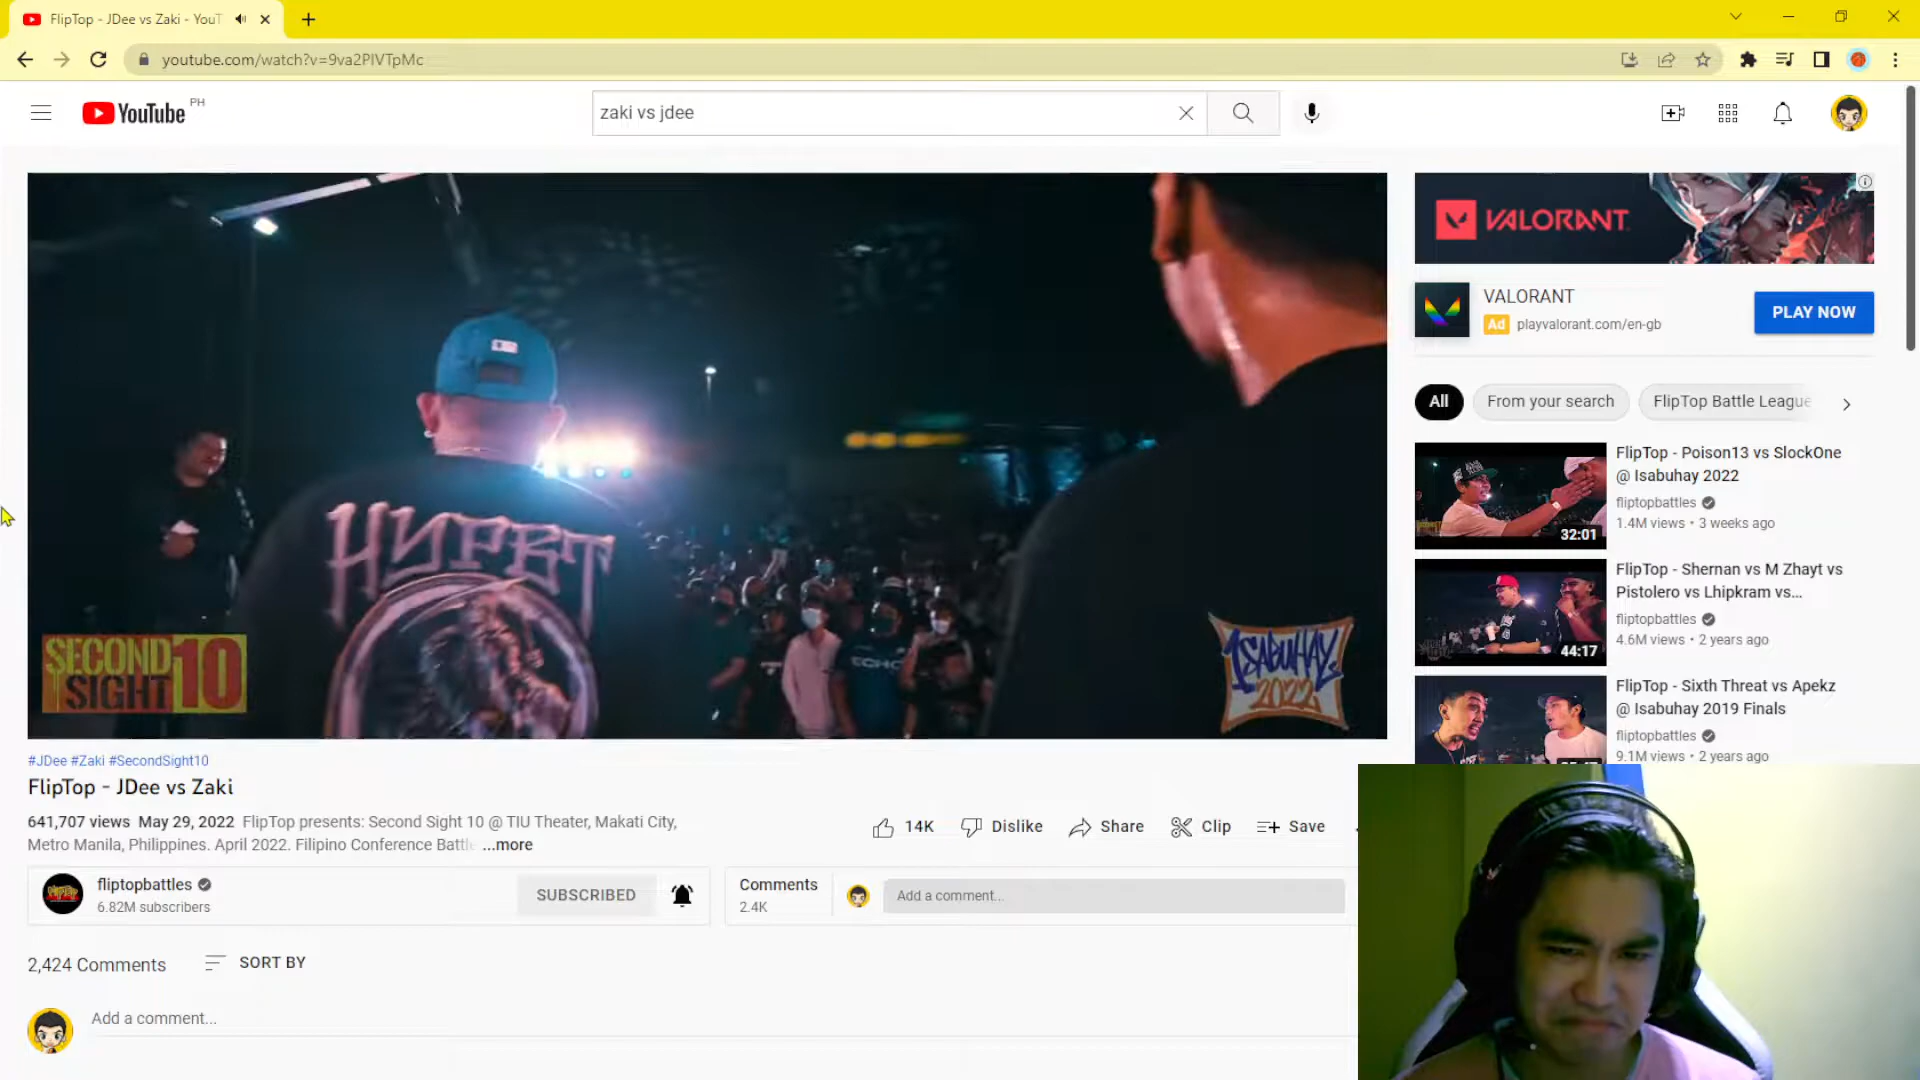 FlipTop - JDee vs Zaki - YouT
youtube.com/watch?v=9va2PIVTpMc
YouTube PH
zaki vs jdee
HYPET
SECOND SIGHT 10
ISABUHAY
2022
VALORANT
VALORANT
Ad playvalorant.com/en-gb
PLAY NOW
All
From your search
FlipTop Battle League
FlipTop - Poison13 vs SlockOne
@ Isabuhay 2022
fliptopbattles
1.4M views • 3 weeks ago
32:01
FlipTop - Shernan vs M Zhayt vs
Pistolero vs Lhipkram vs...
fliptopbattles
4.6M views • 2 years ago
44:17
FlipTop - Sixth Threat vs Apekz
@ Isabuhay 2019 Finals
fliptopbattles
9.1M views • 2 years ago
#JDee #Zaki #SecondSight10
FlipTop - JDee vs Zaki
641,707 views May 29, 2022 FlipTop presents: Second Sight 10 @ TIU Theater, Makati City,
Metro Manila, Philippines. April 2022. Filipino Conference Battle ...more
14K
Dislike
Share
Clip
Save
fliptopbattles
6.82M subscribers
SUBSCRIBED
Comments
2.4K
Add a comment...
2,424 Comments
SORT BY
Add a comment...